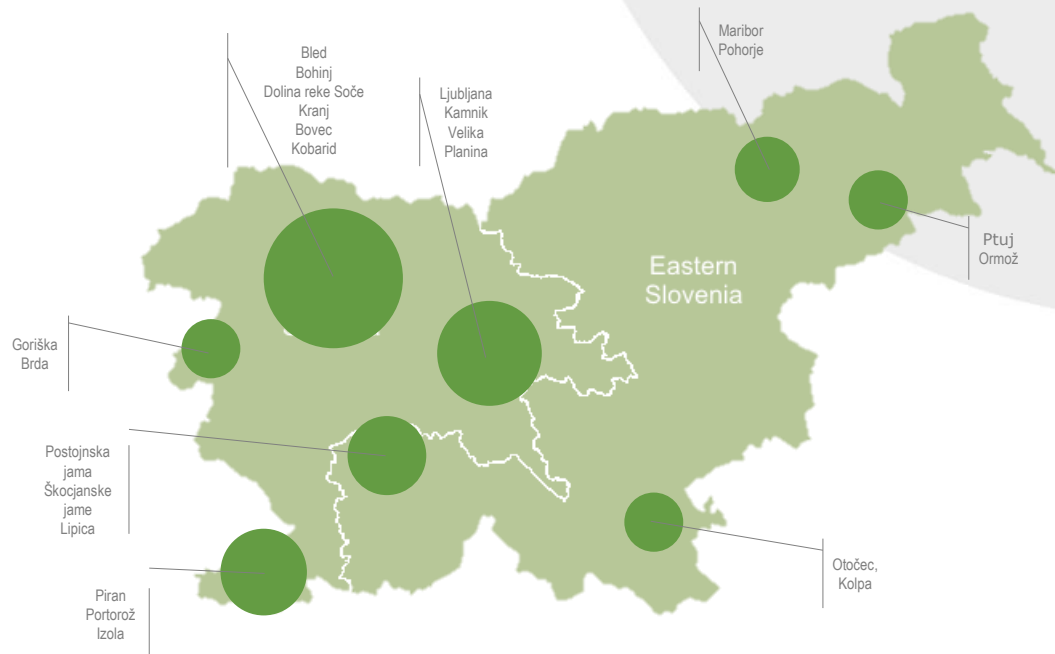 Maribor
Pohorje
Bled
Bohinj
Dolina reke Soče
Kranj
Bovec
Kobarid
Ljubljana
Kamnik
Velika
Planina
Ptuj
Ormož
Eastern
Slovenia
Goriška
Brda
Postojnska
jama
Škocjanske
jame
Lipica
Otočec,
Kolpa
Piran
Portorož
Izola